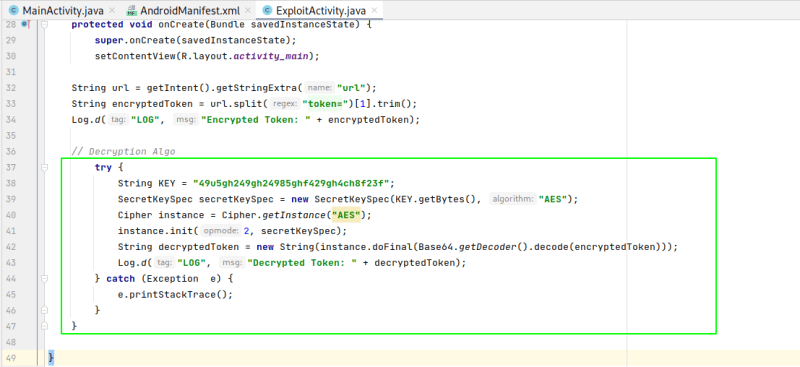 MainActivity.java × AndroidManifest.xml × ExploitActivity.java ×
28 protected void onCreate(Bundle savedInstanceState) {
29 super.onCreate(savedInstanceState);
30 setContentView(R.layout.activity_main);
31
32 String url = getIntent().getStringExtra( name: "url");
33 String encryptedToken = url.split( regex: "token=")[1].trim();
34 Log.d( tag: "LOG", msg: "Encrypted Token: " + encryptedToken);
35
36 // Decryption Algo
37 try {
38 String KEY = "49u5gh249gh24985ghf429gh4ch8f23f";
39 SecretKeySpec secretKeySpec = new SecretKeySpec(KEY.getBytes(), algorithm: "AES");
40 Cipher instance = Cipher.getInstance("AES");
41 instance.init( opmode: 2, secretKeySpec);
42 String decryptedToken = new String(instance.doFinal(Base64.getDecoder().decode(encryptedToken)));
43 Log.d( tag: "LOG", msg: "Decrypted Token: " + decryptedToken);
44 } catch (Exception e) {
45 e.printStackTrace();
46 }
47 }
48
49 }